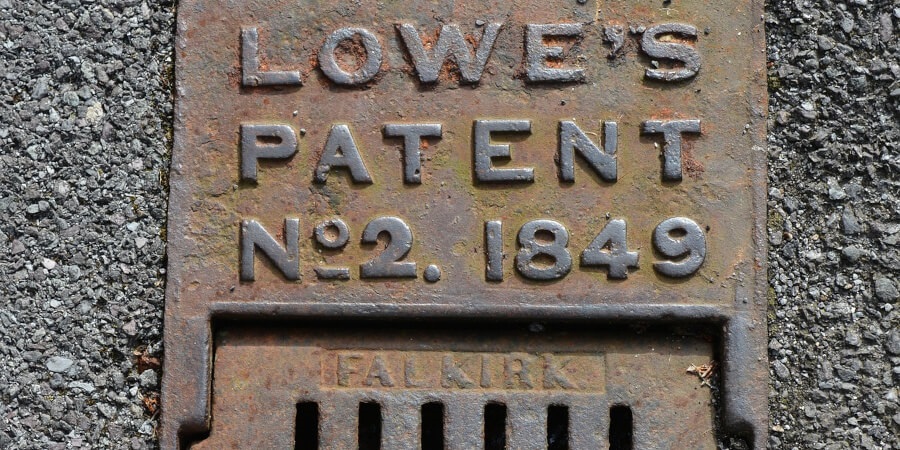 LOWE'S
PATENT
Nº2. 1849
FALKIRK